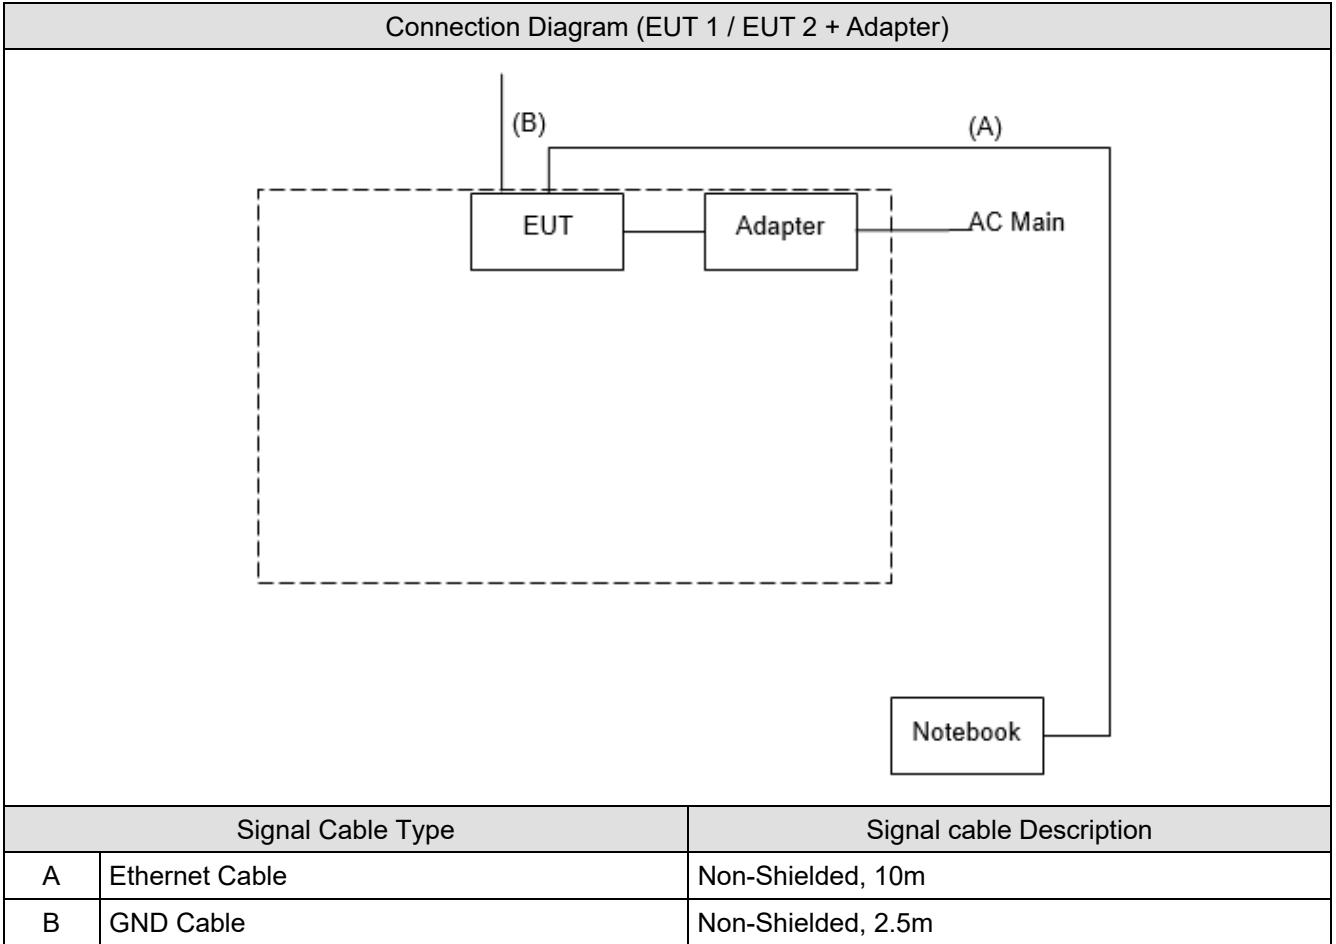 Connection Diagram (EUT 1 / EUT 2 + Adapter)
(B)
(A)
EUT
Adapter
AC Main
Notebook
Signal Cable Type
Signal cable Description
A
Ethernet Cable
Non-Shielded, 10m
B
GND Cable
Non-Shielded, 2.5m